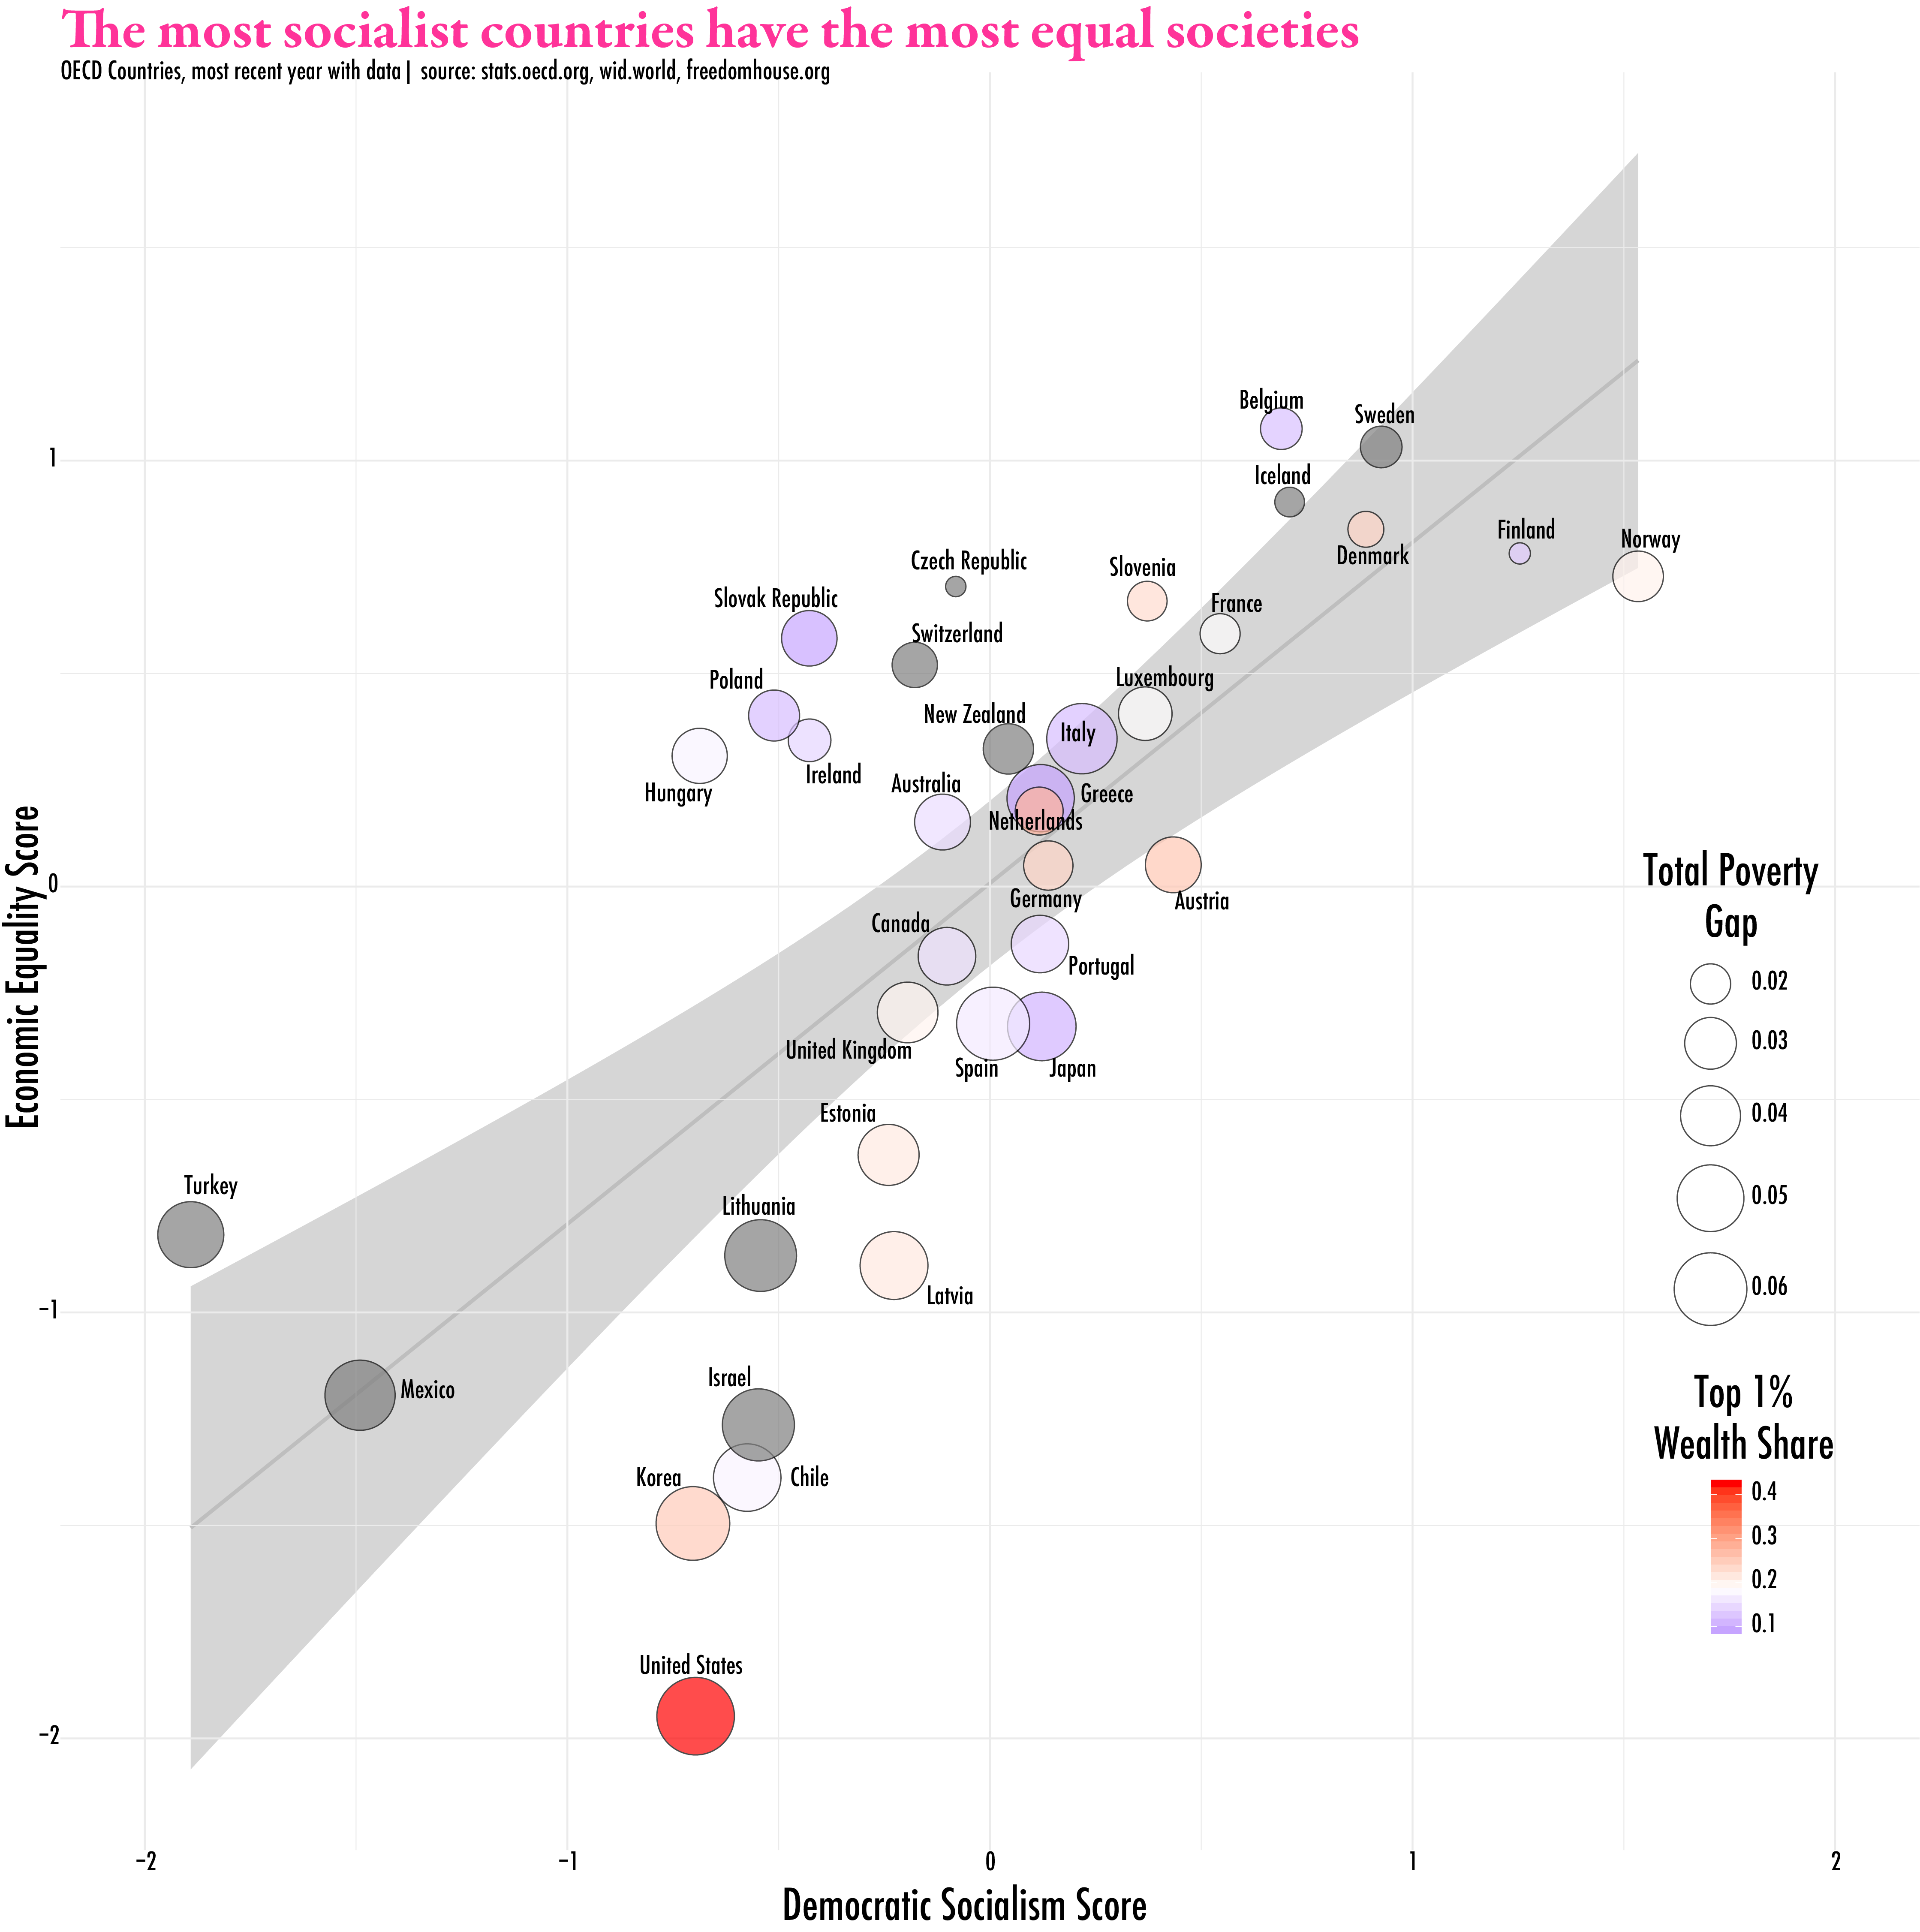 The most socialist countries have the most equal societies
OECD Countries, most recent year with data | source: stats.oecd.org, wid.world, freedomhouse.org
Belgium
Sweden
1
Iceland
Finland
Norway
Denmark
Czech Republic
Slovenia
Slovak Republic
France
Switzerland
Poland
Luxembourg
New Zealand
Italy
Ireland
Australia
Hungary
Greece
Netherlands
Economic Equality Score
0
Germany
Austria
Canada
Portugal
United Kingdom
Spain
Japan
Estonia
Turkey
Lithuania
Latvia
−1
Israel
Mexico
Korea
Chile
United States
−2
Total Poverty
Gap
0.02
0.03
0.04
0.05
0.06
Top 1%
Wealth Share
0.4
0.3
0.2
0.1
−2
−1
0
1
2
Democratic Socialism Score